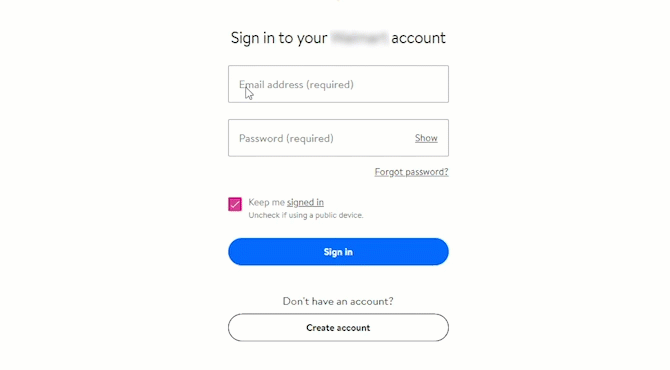 Sign in to your account
Email address (required)
Password (required) Show
Forgot password?
Keep me signed in
Uncheck if using a public device.
Sign in
Don't have an account?
Create account